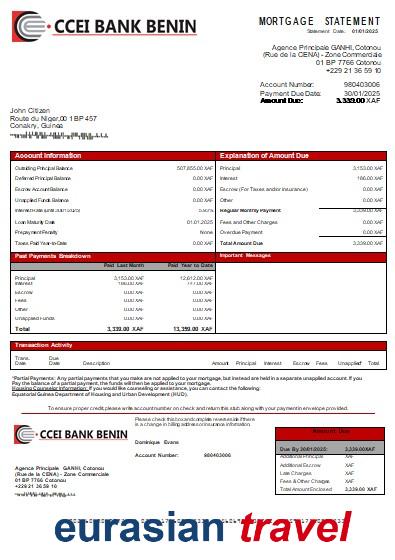 CCEI BANK BENIN
MORTGAGE STATEMENT
Statement Date: 01/01/2025
Agence Principale GANHI, Cotonou
(Rue de la CENA) - Zone Commerciale
01 BP 7766 Cotonou
+229 21 36 59 10
Account Number: 980403006
Payment Due Date: 30/01/2025
Amount Due: 3,339.00 XAF
John Citizen
Route du Niger,00 1 BP 457
Conakry, Guinea
Account Information
Outstanding Principal Balance 507,855.00 XAF
Deferred Principal Balance 0.00 XAF
Escrow Account Balance 0.00 XAF
Unapplied Funds Balance 0.00 XAF
Interest Rate (Until 30/01/2025)
Loan Maturity Date 01.01.2025
Prepayment Penalty None
Taxes Paid Year-to-Date 0.00 XAF
Explanation of Amount Due
Principal 3,153.00 XAF
Interest 186.00 XAF
Escrow (For Taxes and/or Insurance) 0.00 XAF
Regular Monthly Payment 3,339.00 XAF
Fees and Other Charges 0.00 XAF
Overdue Payment 0.00 XAF
Total Amount Due 3,339.00 XAF
Past Payments Breakdown
Paid Last Month Paid Year to Date
Principal 3,153.00 XAF 12,612.00 XAF
Interest 186.00 XAF 747.00 XAF
Escrow 0.00 XAF 0.00 XAF
Fees 0.00 XAF 0.00 XAF
Other 0.00 XAF 0.00 XAF
Unapplied Funds 0.00 XAF 0.00 XAF
Total 3,339.00 XAF 13,359.00 XAF
Important Messages
Transaction Activity
Trans. Date Due Date Description Amount Principal Interest Escrow Fees Unapplied* Total
*Partial Payments: Any partial payments that you make are not applied to your mortgage, but instead are held in a separate unapplied account. If you
Pay the balance of a partial payment, the funds will then be applied to your mortgage.
Housing Counselor Information: If you would like counseling or assistance, you can contact the following:
Equatorial Guinea Department of Housing and Urban Development (HUD).
To ensure proper credit, please write account number on check and return this stub along with your payment in envelope provided.
CCEI BANK BENIN
Please check this box and complete reverse side if there
is a change in billing address or insurance information.
Dominique Evans
Account Number: 980403006
Agence Principale GANHI, Cotonou
(Rue de la CENA) - Zone Commerciale
01 BP 7766 Cotonou
+229 21 36 59 10
Amount Due
Due By 30/01/2025: 3,339.00XAF
Additional Principal XAF
Additional Escrow XAF
Late Charges XAF
Fees & Other Charges XAF
Total Amount Enclosed 3,339.00 XAF
eurasian travel